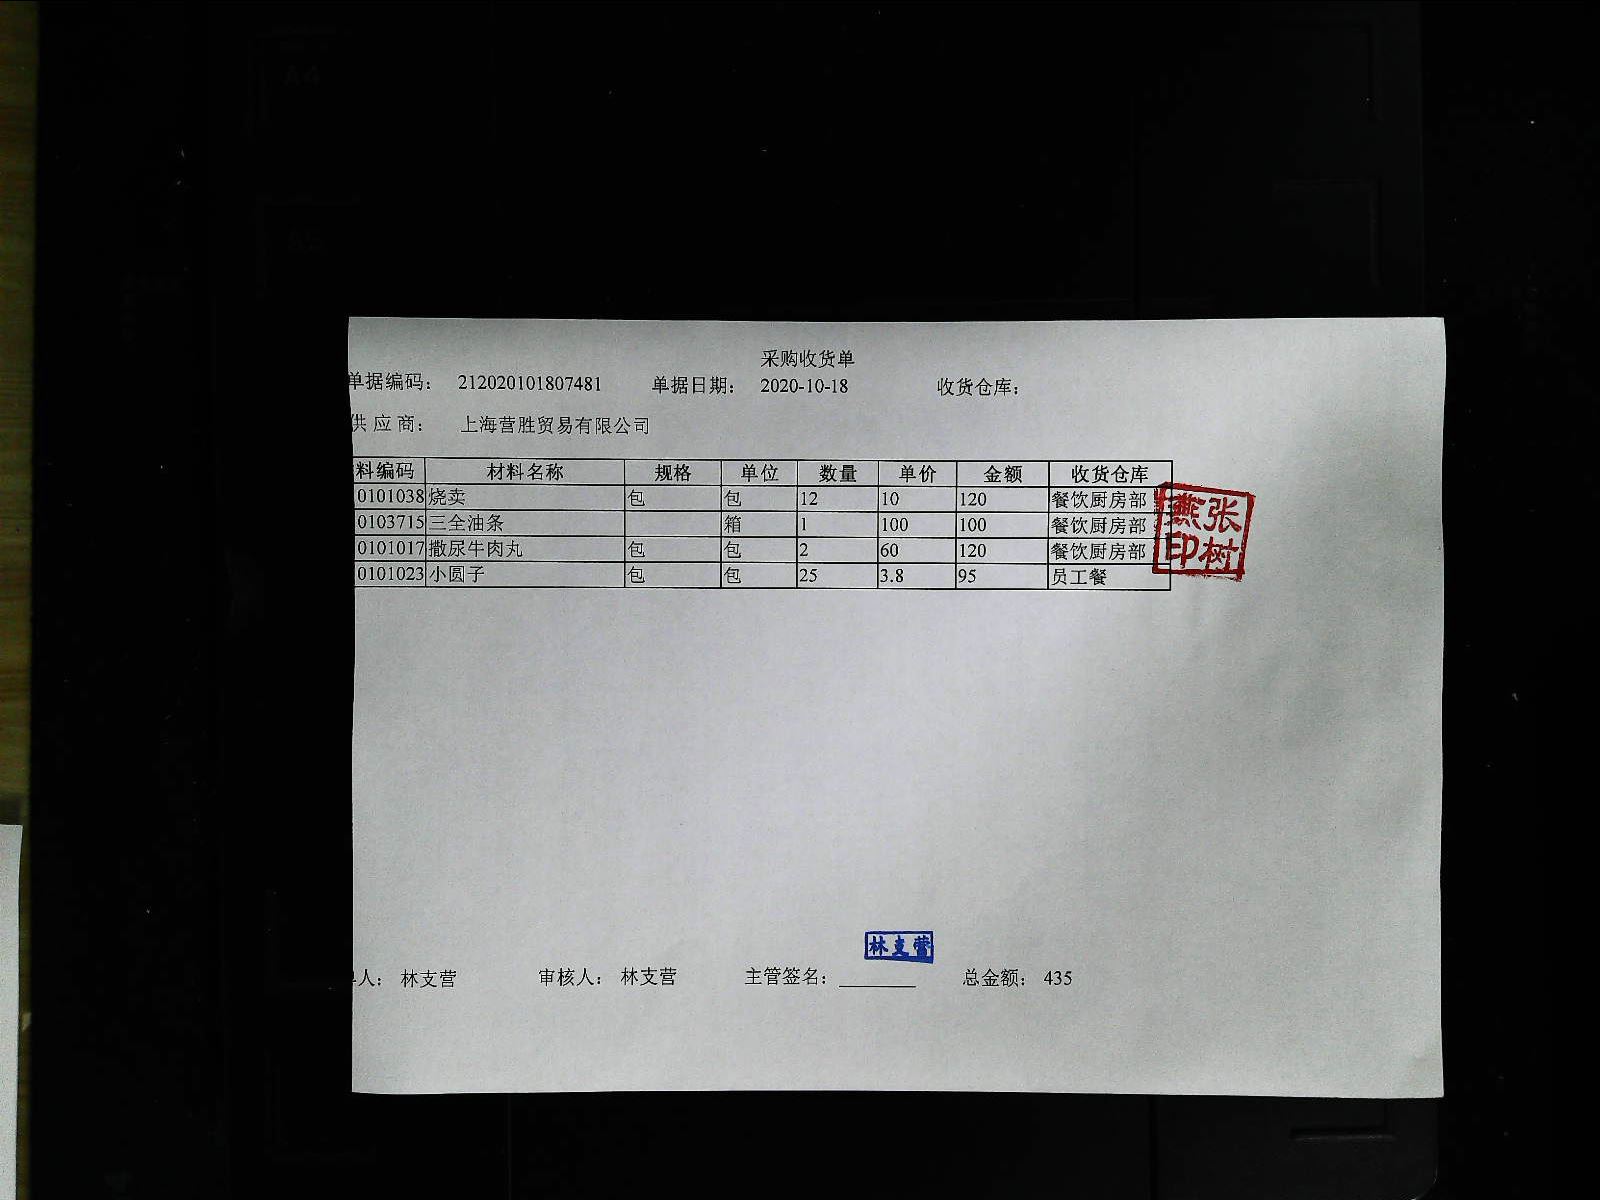 采购收货单
单据编码： 212020101807481 单据日期： 2020-10-18 收货仓库：
供应商： 上海营胜贸易有限公司
料编码 材料名称 规格 单位 数量 单价 金额 收货仓库
0101038 烧卖 包 包 12 10 120 餐饮厨房部
0103715 三全油条 箱 1 100 100 餐饮厨房部
0101017 撒尿牛肉丸 包 包 2 60 120 餐饮厨房部
0101023 小圆子 包 包 25 3.8 95 员工餐
张树燕印
林支营
人： 林支营 审核人： 林支营 主管签名： 总金额： 435